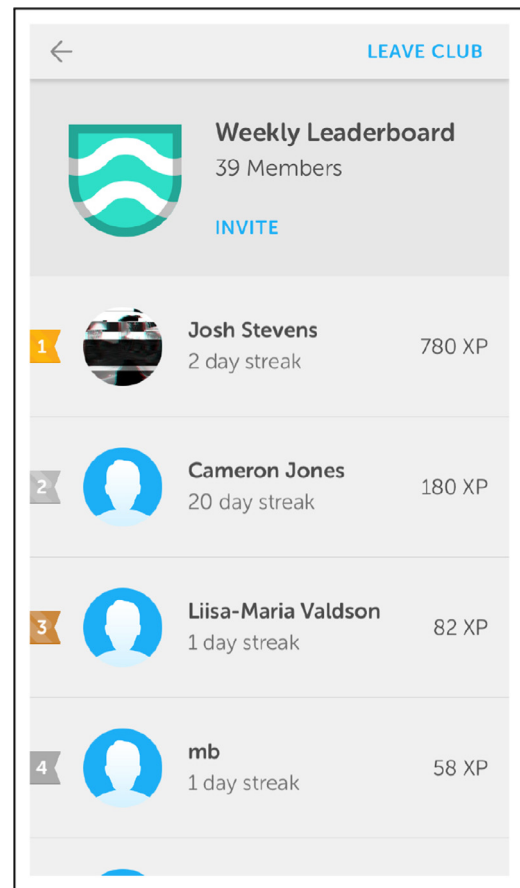 LEAVE CLUB
Weekly Leaderboard
39 Members
INVITE
1
Josh Stevens
2 day streak
780 XP
2
Cameron Jones
20 day streak
180 XP
3
Liisa-Maria Valdson
1 day streak
82 XP
4
mb
1 day streak
58 XP